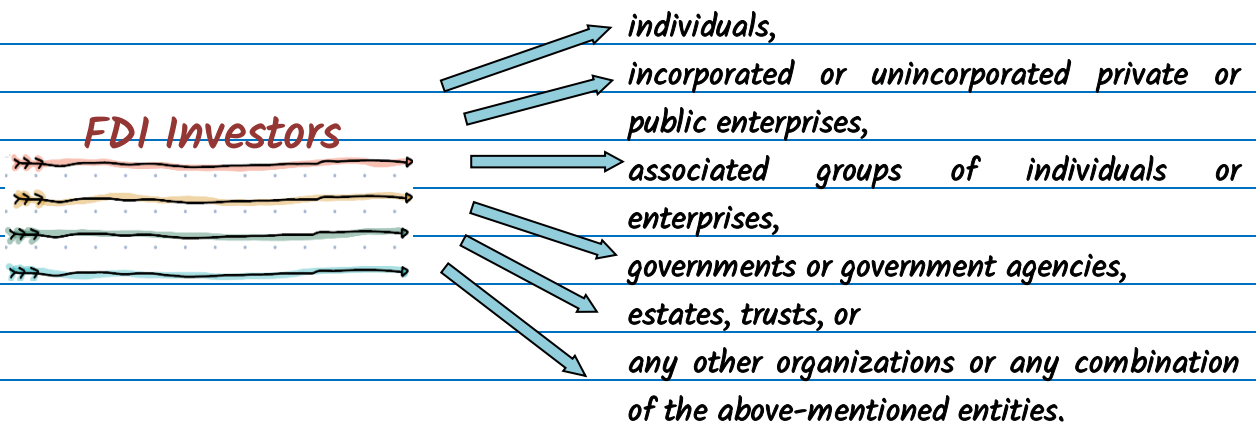 FDI Investors
individuals,
incorporated or unincorporated private or
public enterprises,
associated groups of individuals or
enterprises,
governments or government agencies,
estates, trusts, or
any other organizations or any combination
of the above-mentioned entities.